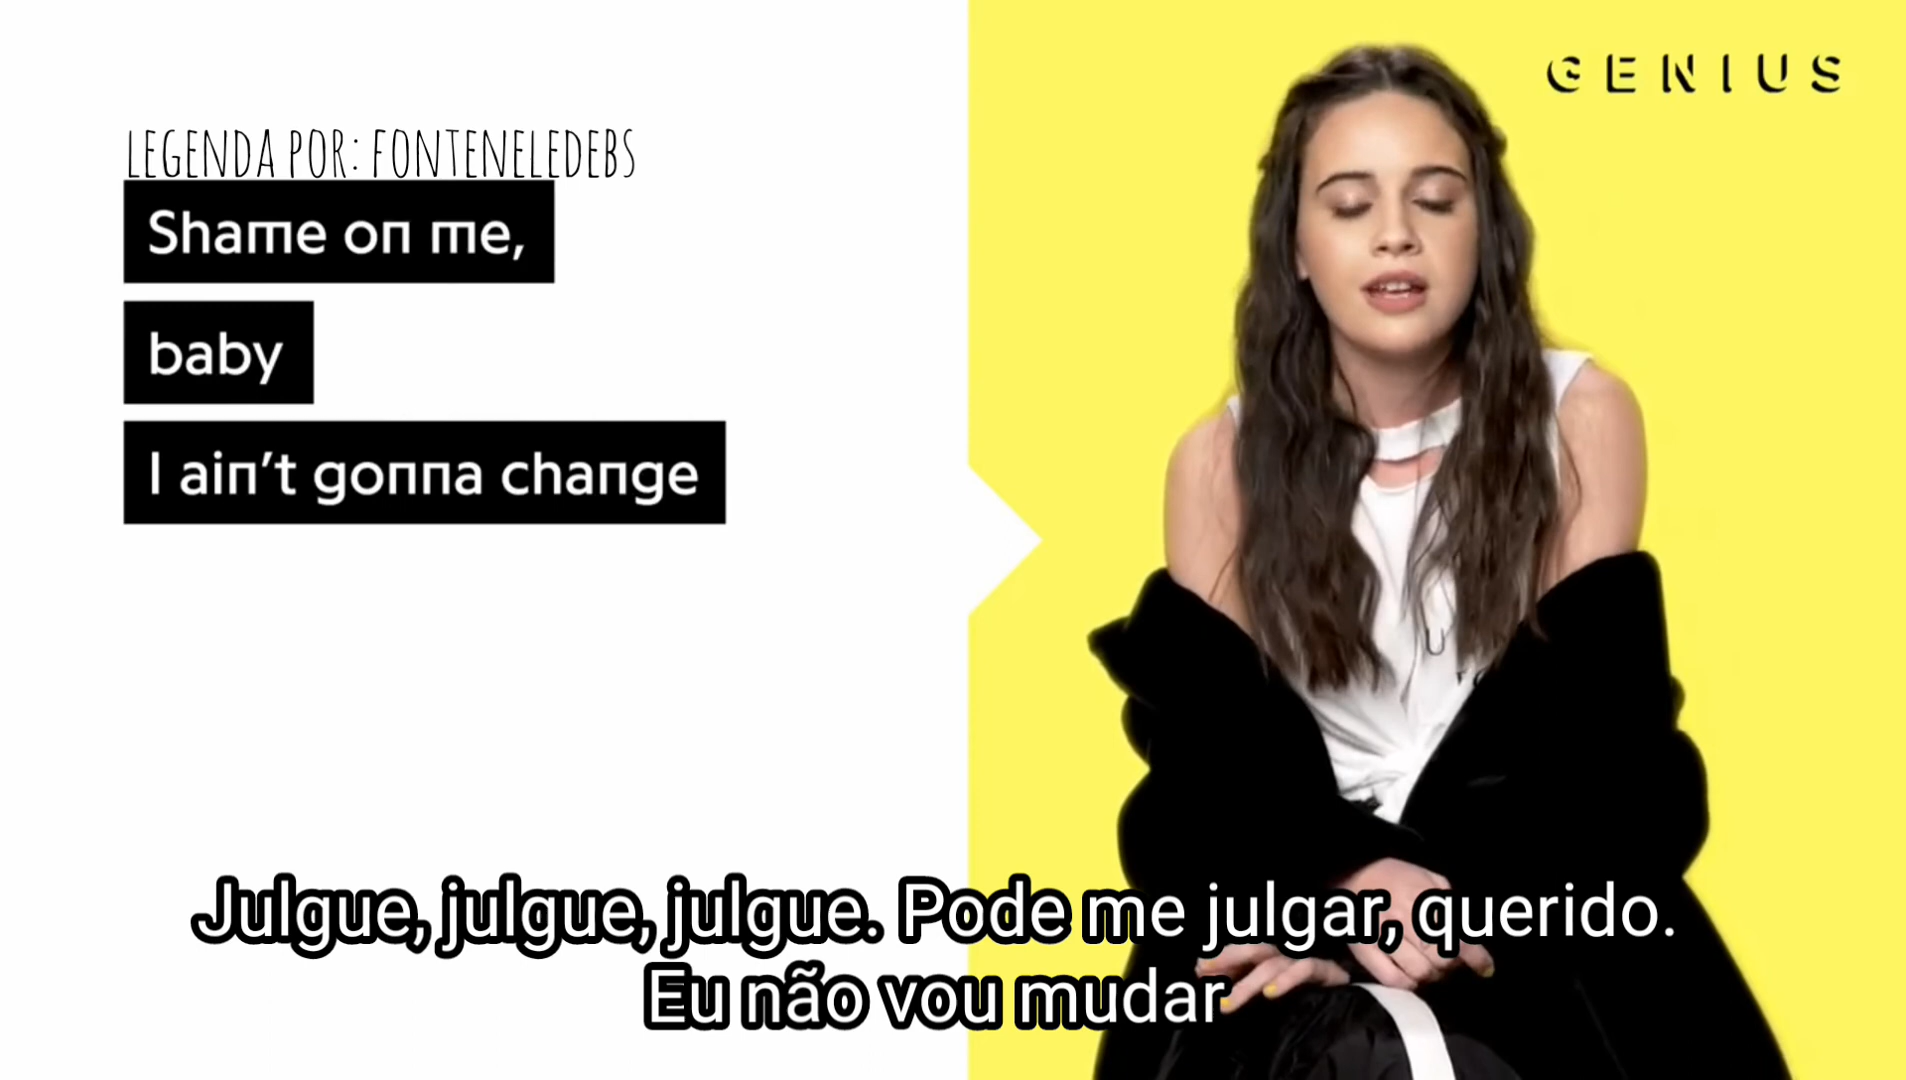 GENIUS
LEGENDA POR: FONTENELEDEBS
Shame on me,
baby
I ain't gonna change
U
Julgue, julgue, julgue. Pode me julgar, querido.
Eu não vou mudar